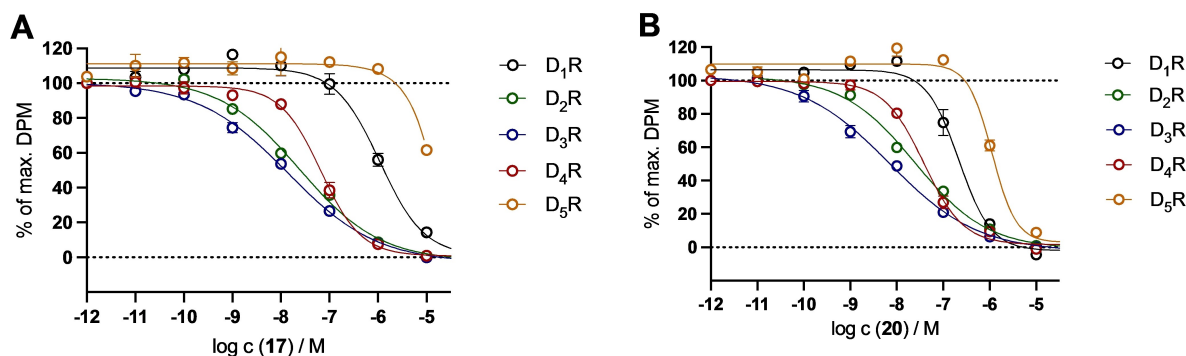 A
% of max. DPM
120
100
80
60
40
20
0
-12 -11 -10 -9 -8 -7 -6 -5
log c (17) / M
D₁R
D₂R
D₃R
D₄R
D₅R
B
% of max. DPM
120
100
80
60
40
20
0
-12 -11 -10 -9 -8 -7 -6 -5
log c (20) / M
D₁R
D₂R
D₃R
D₄R
D₅R